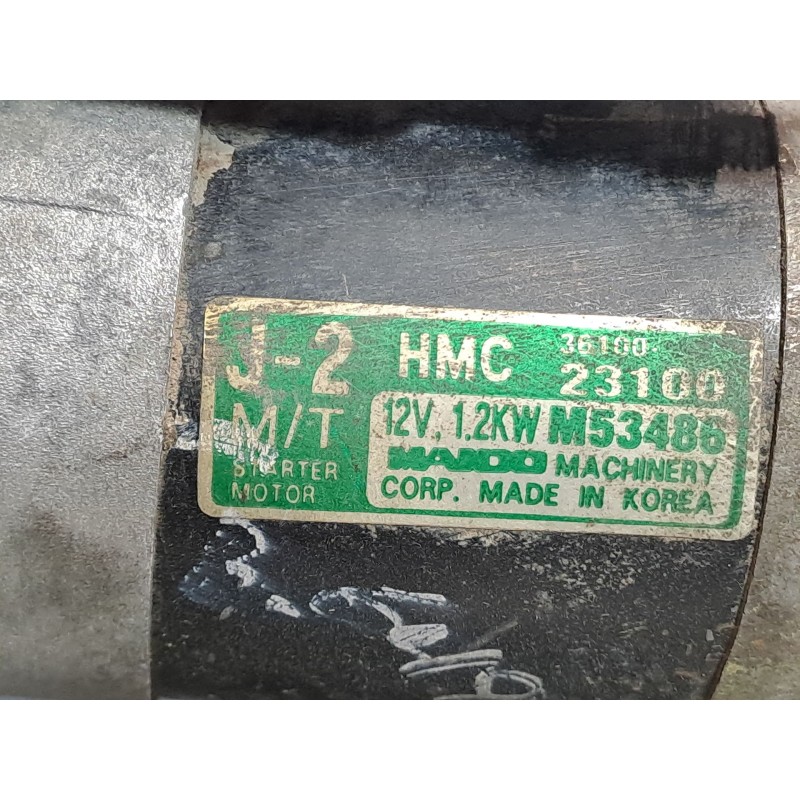 J-2 HMC 36100-
23100
M/T 12V, 1.2KW M53486
STARTER MANDO MACHINERY
MOTOR CORP. MADE IN KOREA